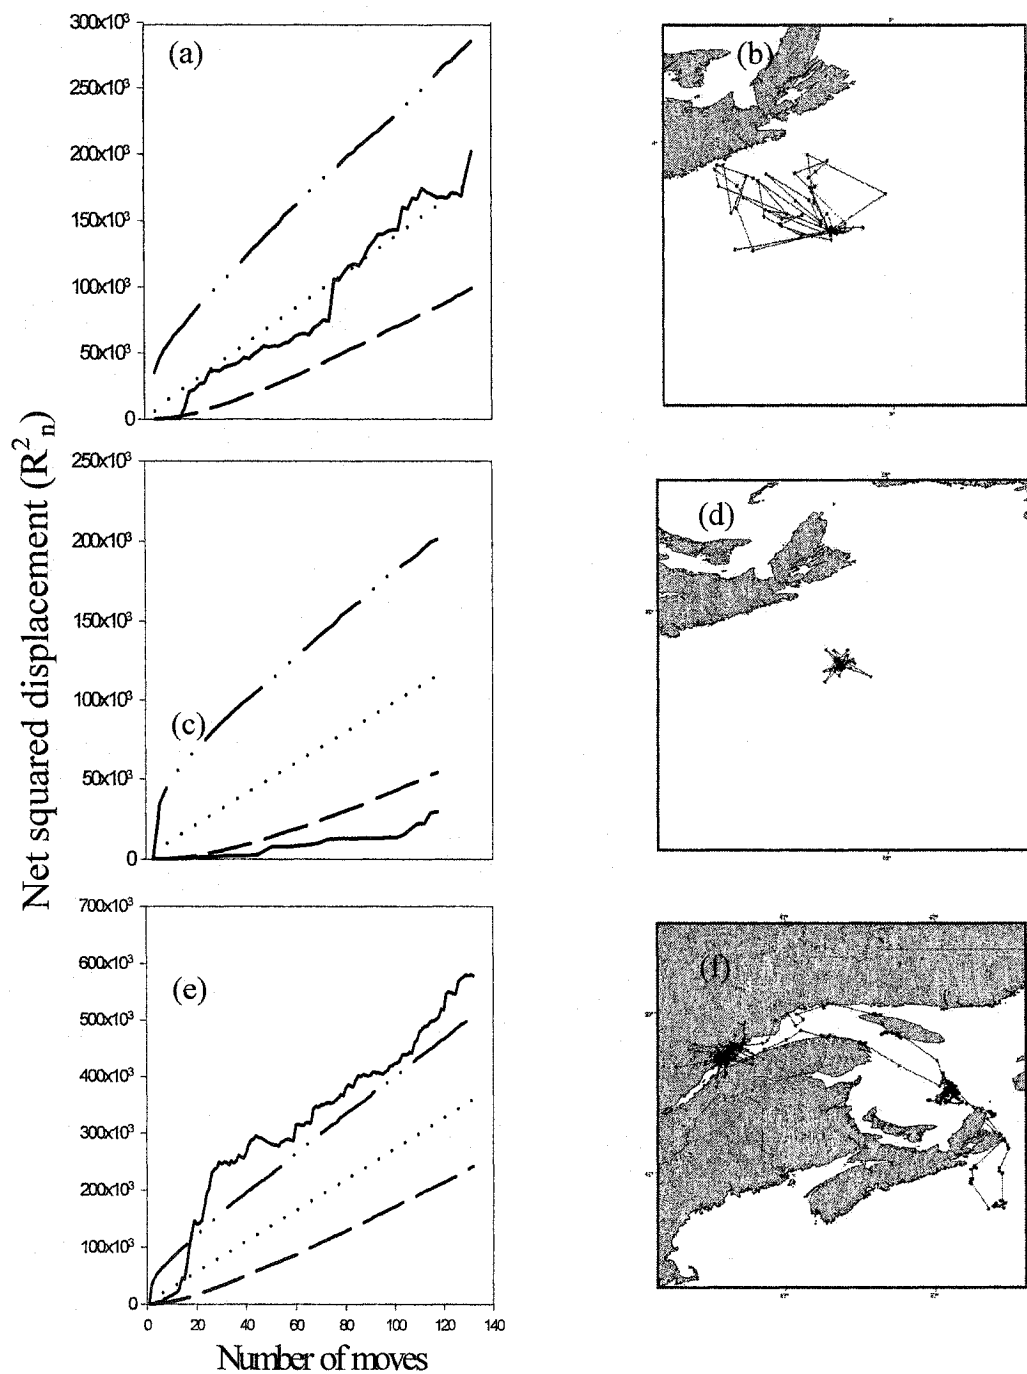 300x10³
250x10³
200x10³
150x10³
100x10³
50x10³
0
(a)
(b)
250x10³
200x10³
150x10³
100x10³
50x10³
0
(c)
(d)
700x10³
600x10³
500x10³
400x10³
300x10³
200x10³
100x10³
0
(e)
(f)
0 20 40 60 80 100 120 140
Number of moves
Net squared displacement (R²ₙ)